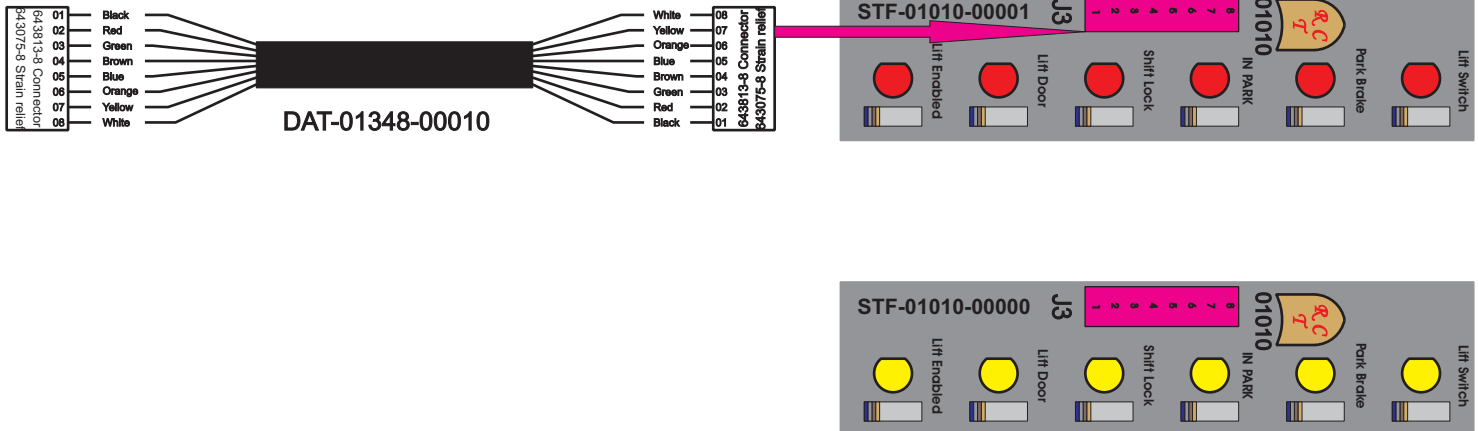 643075-8 Strain relief
643813-8 Connector
01 Black
02 Red
03 Green
04 Brown
05 Blue
06 Orange
07 Yellow
08 White
DAT-01348-00010
White 08
Yellow 07
Orange 06
Blue 05
Brown 04
Green 03
Red 02
Black 01
643813-8 Connector
643075-8 Strain relief
STF-01010-00001
J3
1 2 3 4 5 6 7 8
01010
RC
T
Lift Enabled
Lift Door
Shift Lock
IN PARK
Park Brake
Lift Switch
STF-01010-00000
J3
1 2 3 4 5 6 7 8
01010
RC
T
Lift Enabled
Lift Door
Shift Lock
IN PARK
Park Brake
Lift Switch